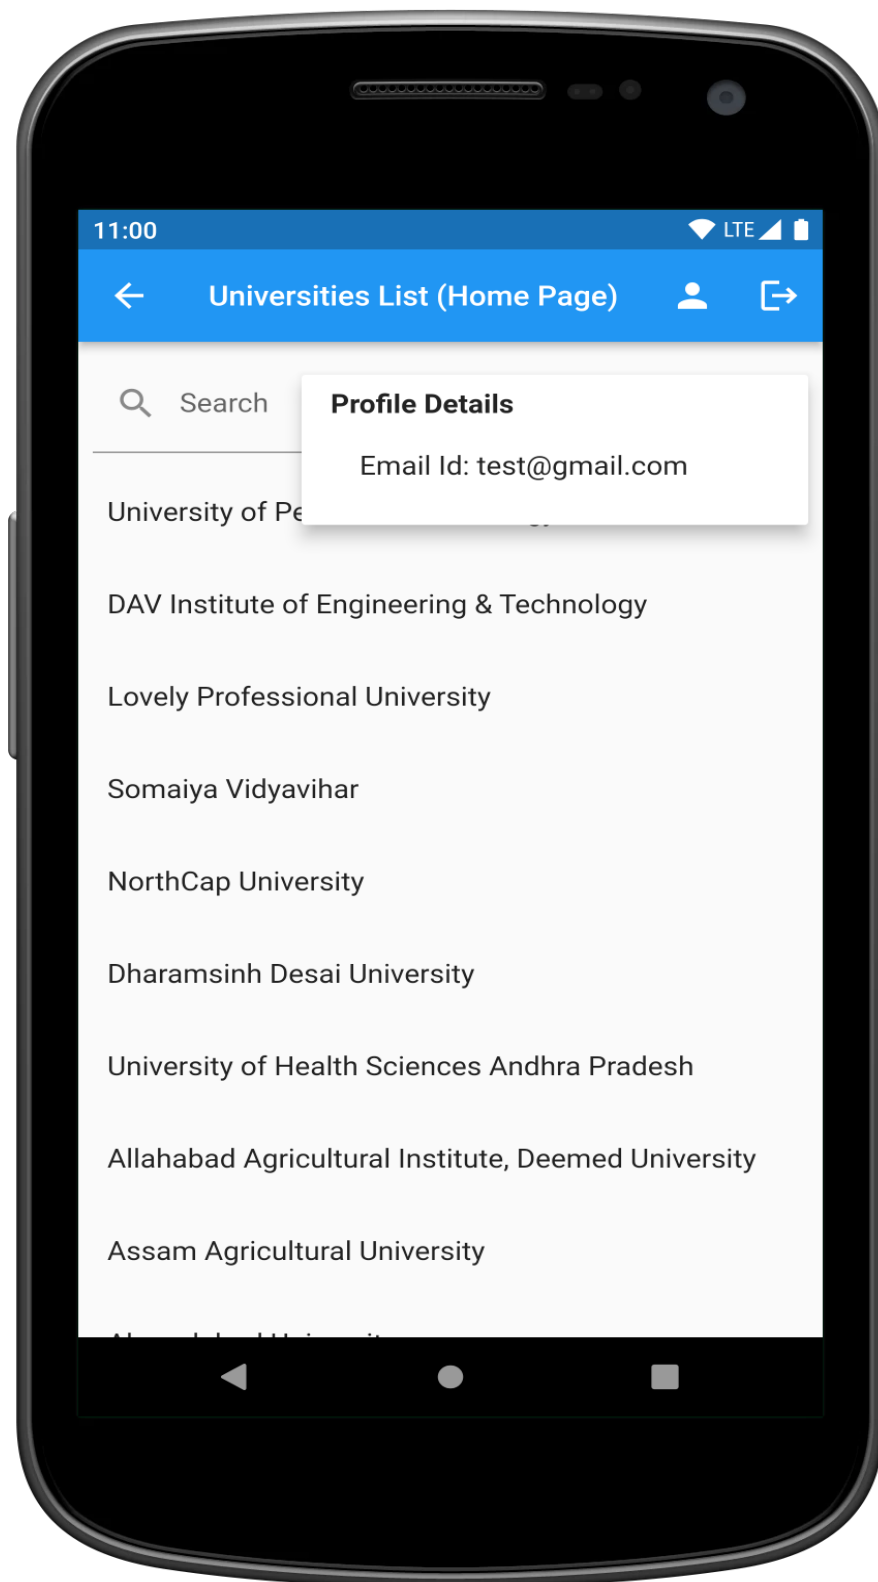 11:00 LTE
Universities List (Home Page)
Search
Profile Details
Email Id: test@gmail.com
University of
DAV Institute of Engineering & Technology
Lovely Professional University
Somaiya Vidyavihar
NorthCap University
Dharamsinh Desai University
University of Health Sciences Andhra Pradesh
Allahabad Agricultural Institute, Deemed University
Assam Agricultural University